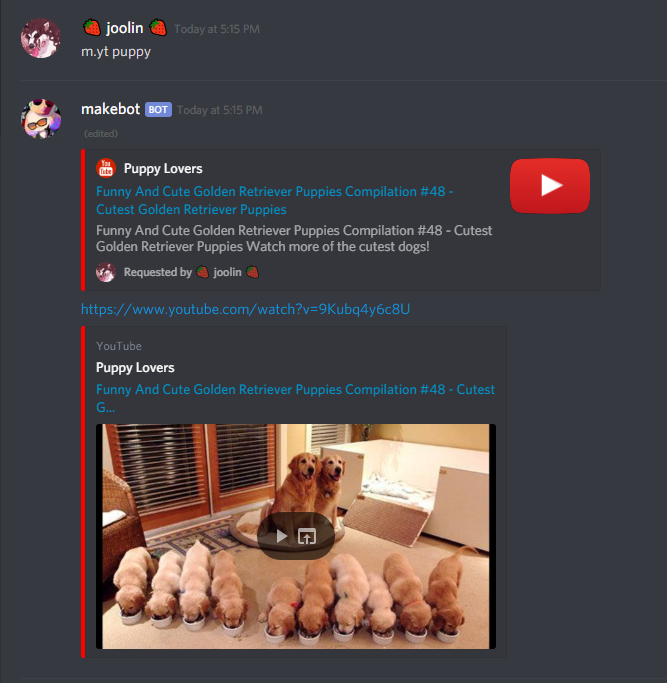 🍓 joolin 🍓 Today at 5:15 PM
m.yt puppy
makebot BOT Today at 5:15 PM
(edited)
You Tube Puppy Lovers
Funny And Cute Golden Retriever Puppies Compilation #48 -
Cutest Golden Retriever Puppies
Funny And Cute Golden Retriever Puppies Compilation #48 - Cutest
Golden Retriever Puppies Watch more of the cutest dogs!
Requested by 🍓 joolin 🍓
https://www.youtube.com/watch?v=9Kubq4y6c8U
YouTube
Puppy Lovers
Funny And Cute Golden Retriever Puppies Compilation #48 - Cutest
G...